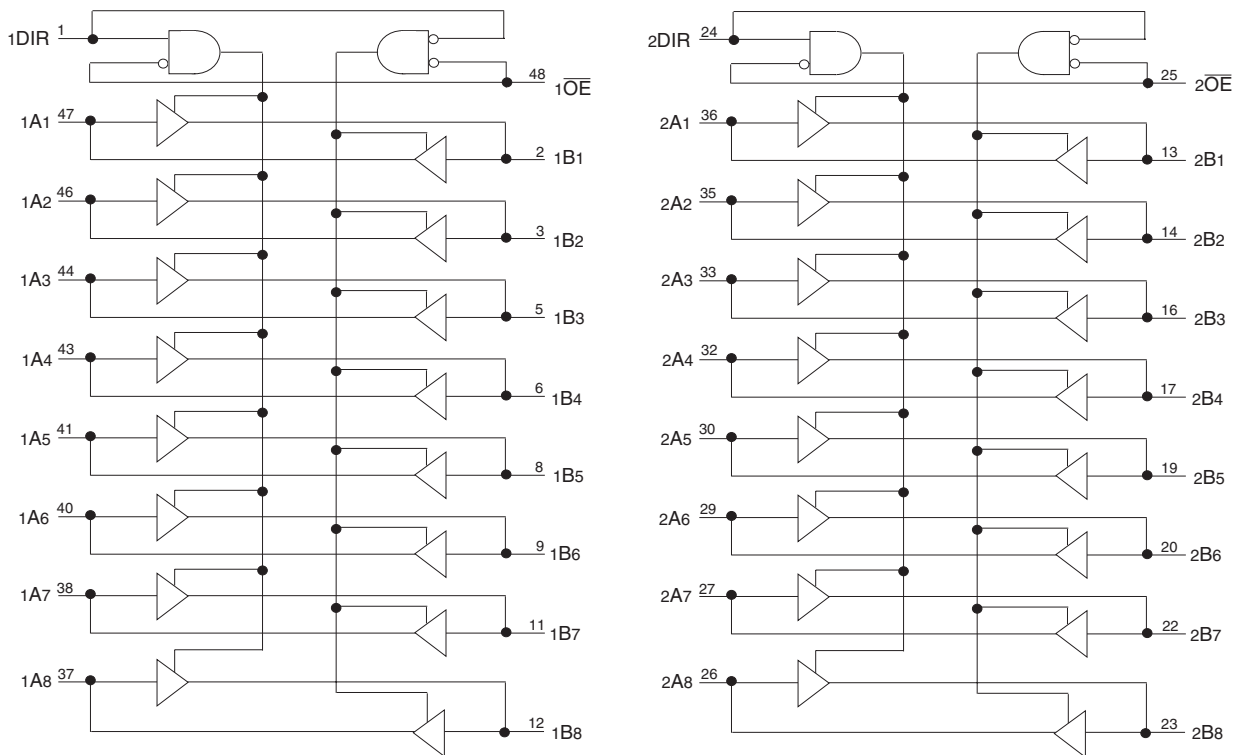 1DIR 1
48
1OE
1A1 47
2 1B1
1A2 46
3 1B2
1A3 44
5 1B3
1A4 43
6 1B4
1A5 41
8 1B5
1A6 40
9 1B6
1A7 38
11 1B7
1A8 37
12 1B8
2DIR 24
25
2OE
2A1 36
13 2B1
2A2 35
14 2B2
2A3 33
16 2B3
2A4 32
17 2B4
2A5 30
19 2B5
2A6 29
20 2B6
2A7 27
22 2B7
2A8 26
23 2B8